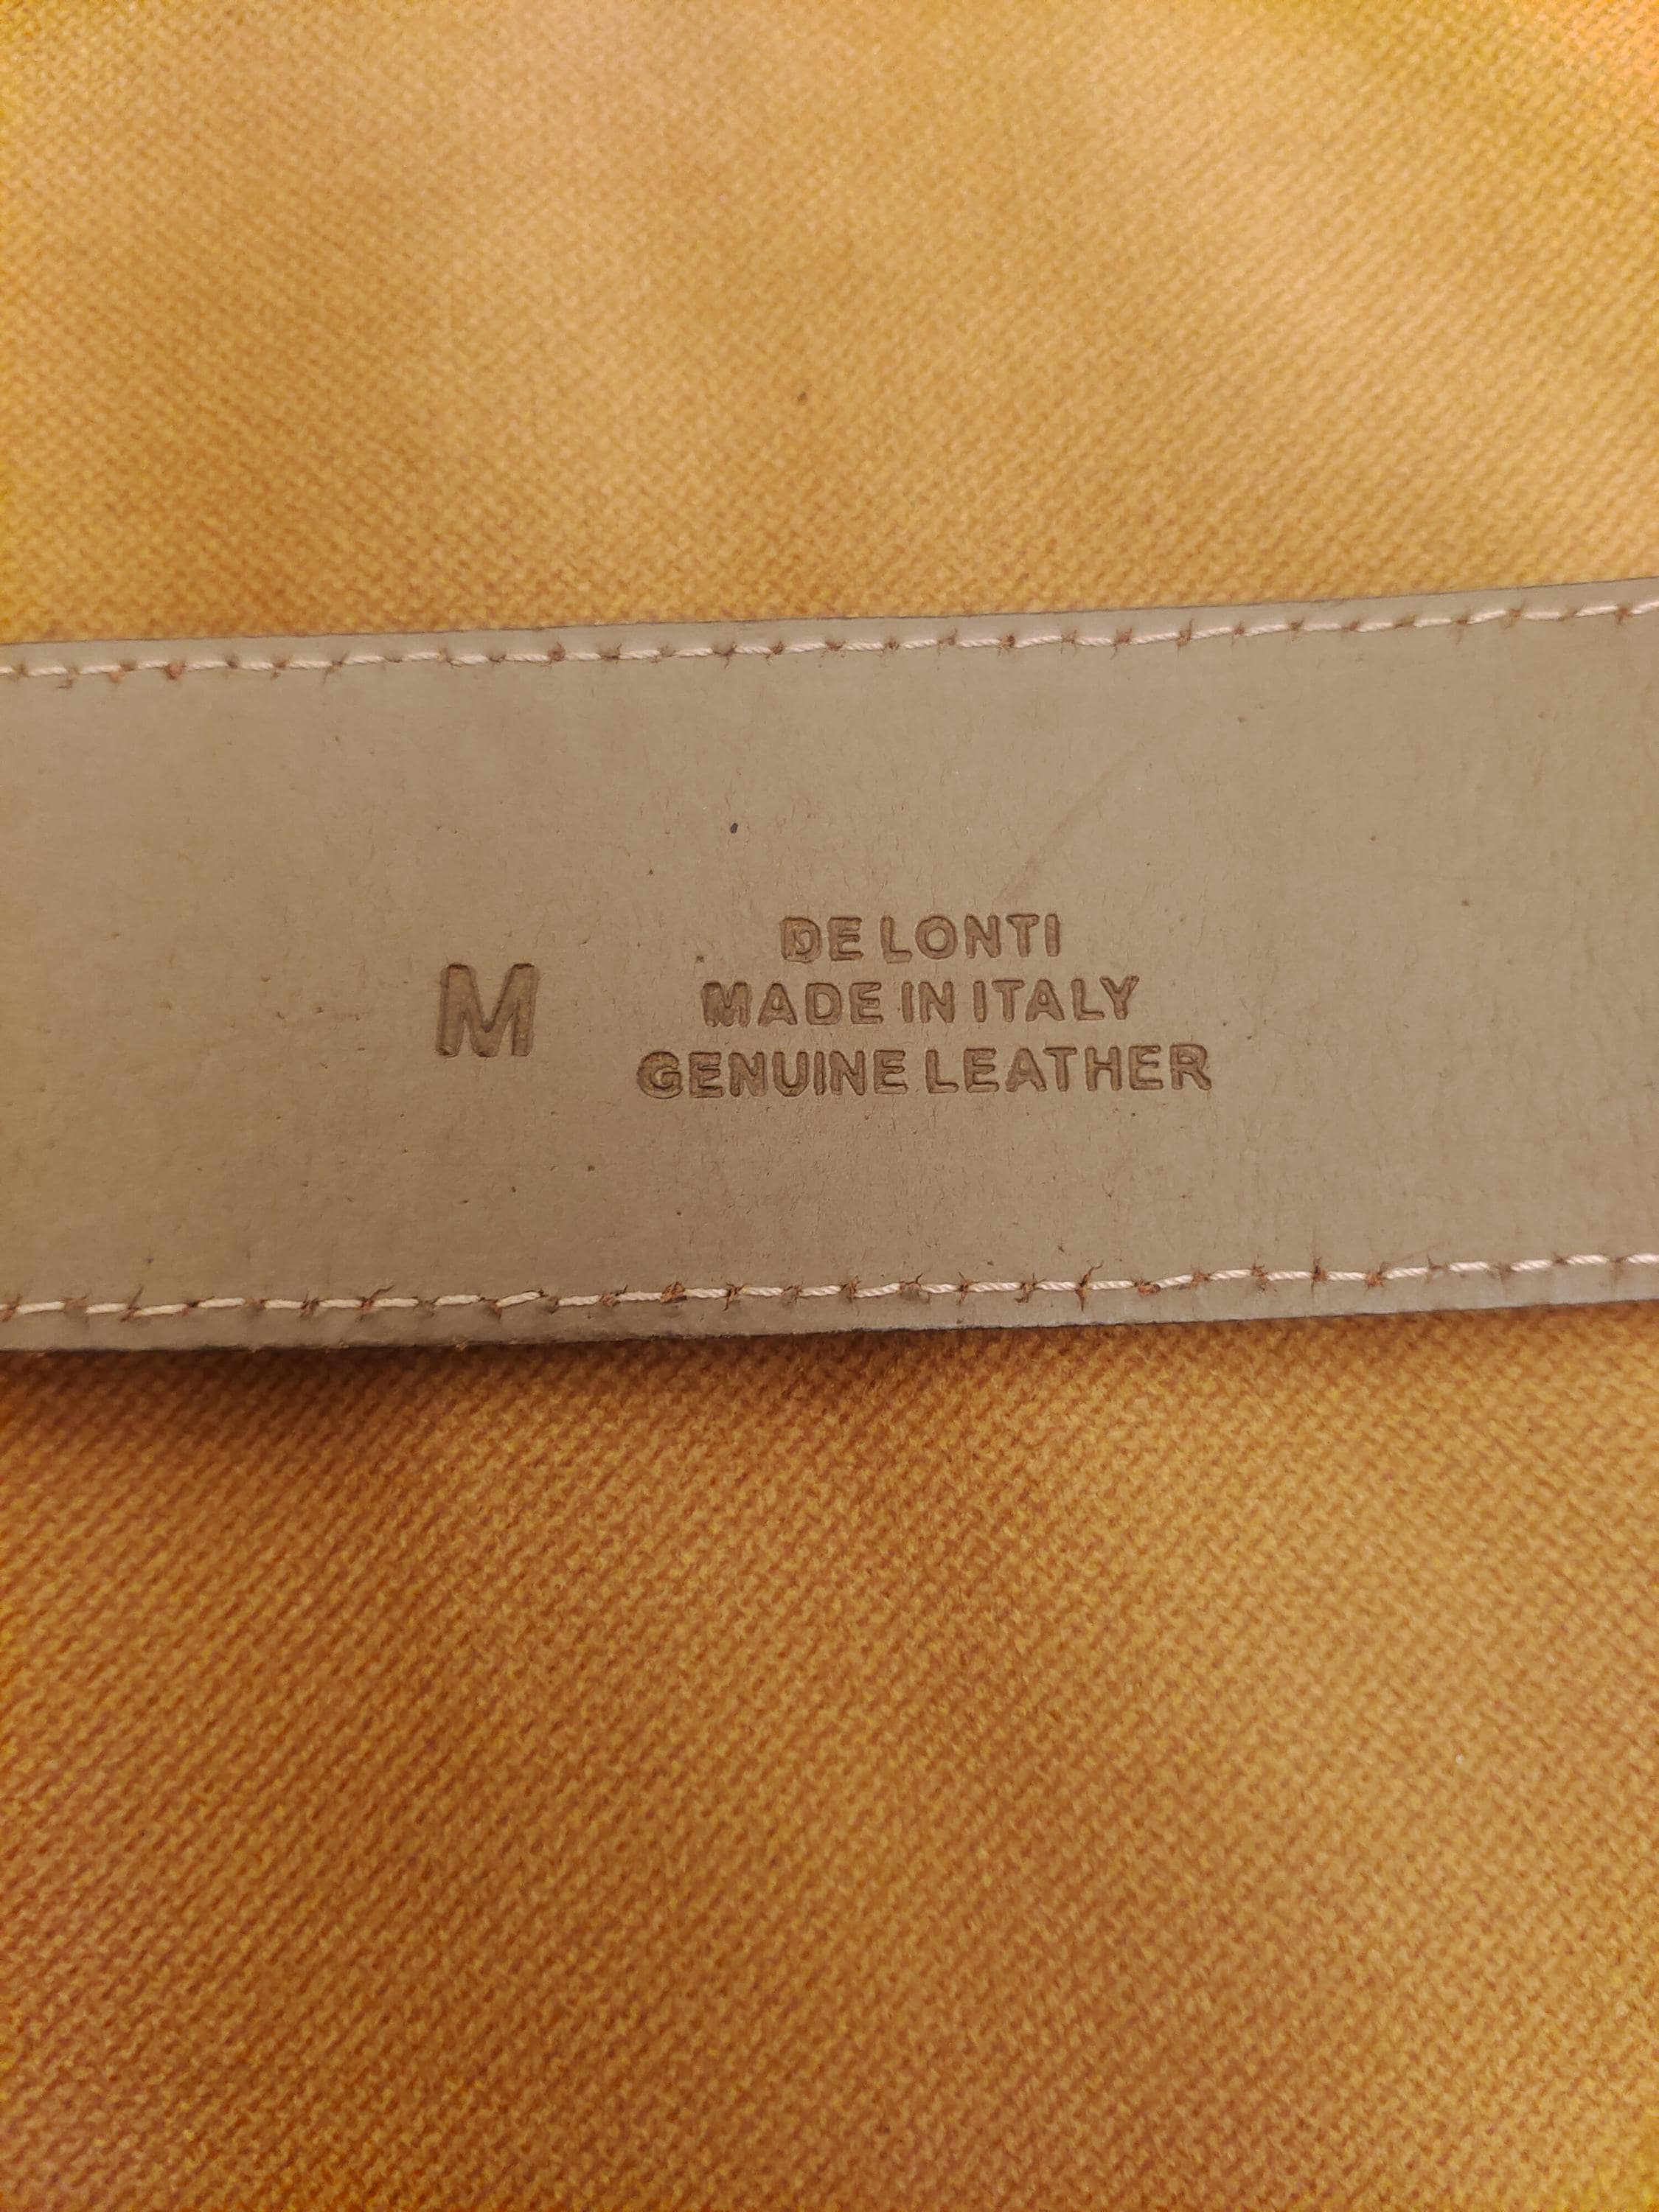 M
DE LONTI
MADE IN ITALY
GENUINE LEATHER